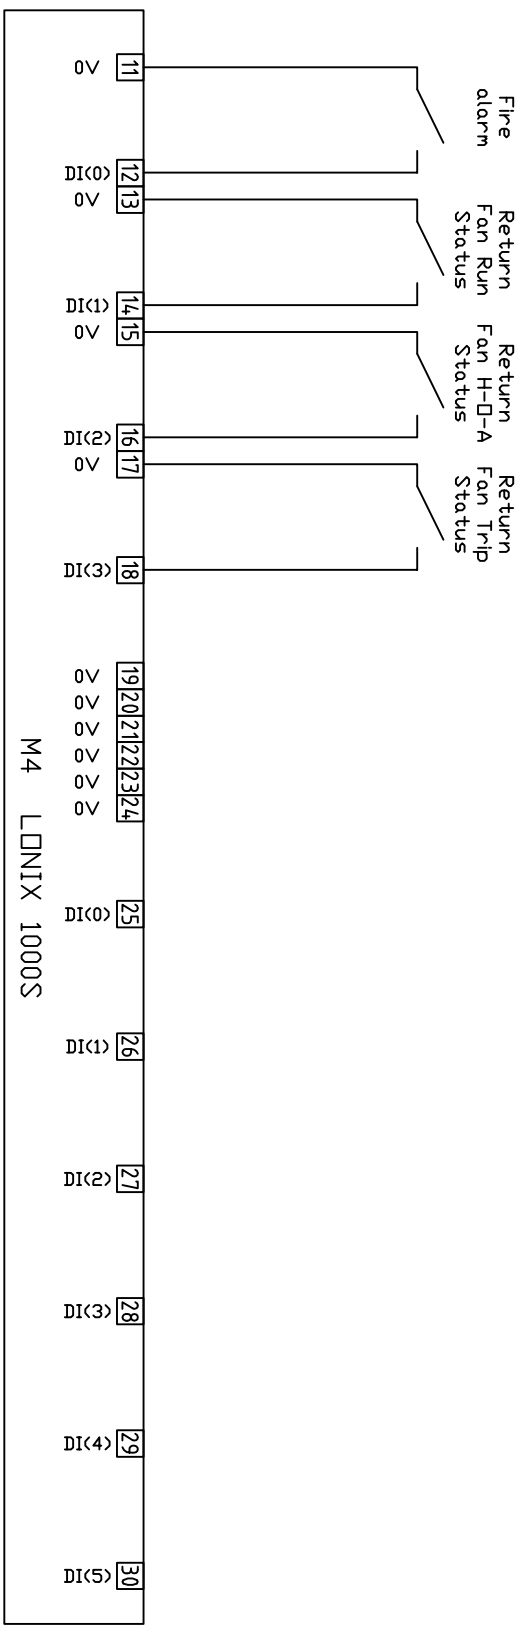 Fire
alarm
Return
Fan Run
Status
Return
Fan H-O-A
Status
Return
Fan Trip
Status
11
0V
12
DI(0)
13
0V
14
DI(1)
15
0V
16
DI(2)
17
0V
18
DI(3)
19
0V
20
0V
21
0V
22
0V
23
0V
24
0V
25
DI(0)
26
DI(1)
27
DI(2)
28
DI(3)
29
DI(4)
30
DI(5)
M4 LONIX 1000S